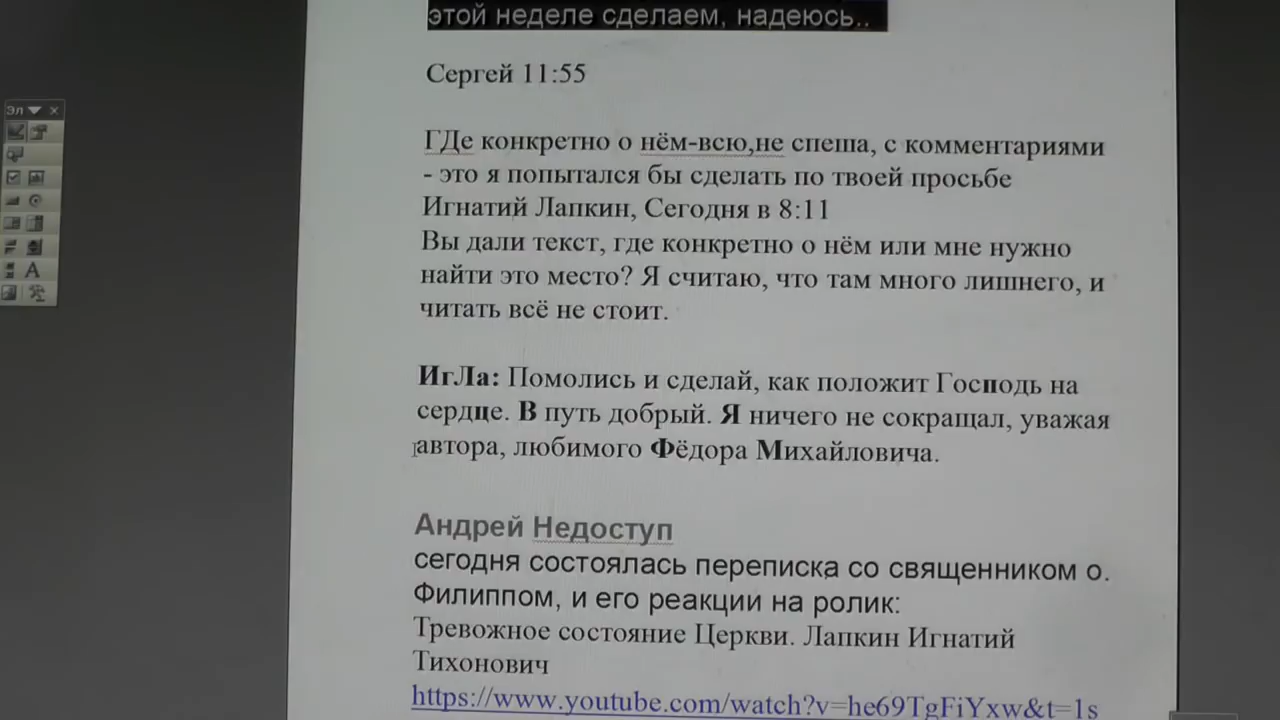 этой неделе сделаем, надеюсь..
Сергей 11:55
ГДе конкретно о нём-всю,не спеша, с комментариями
- это я попытался бы сделать по твоей просьбе
Игнатий Лапкин, Сегодня в 8:11
Вы дали текст, где конкретно о нём или мне нужно
найти это место? Я считаю, что там много лишнего, и
читать всё не стоит.
ИгЛа: Помолись и сделай, как положит Господь на
сердце. В путь добрый. Я ничего не сокращал, уважая
автора, любимого Фёдора Михайловича.
Андрей Недоступ
сегодня состоялась переписка со священником о.
Филиппом, и его реакции на ролик:
Тревожное состояние Церкви. Лапкин Игнатий
Тихонович
https://www.youtube.com/watch?v=he69TgFiYxw&t=1s
Эл
A